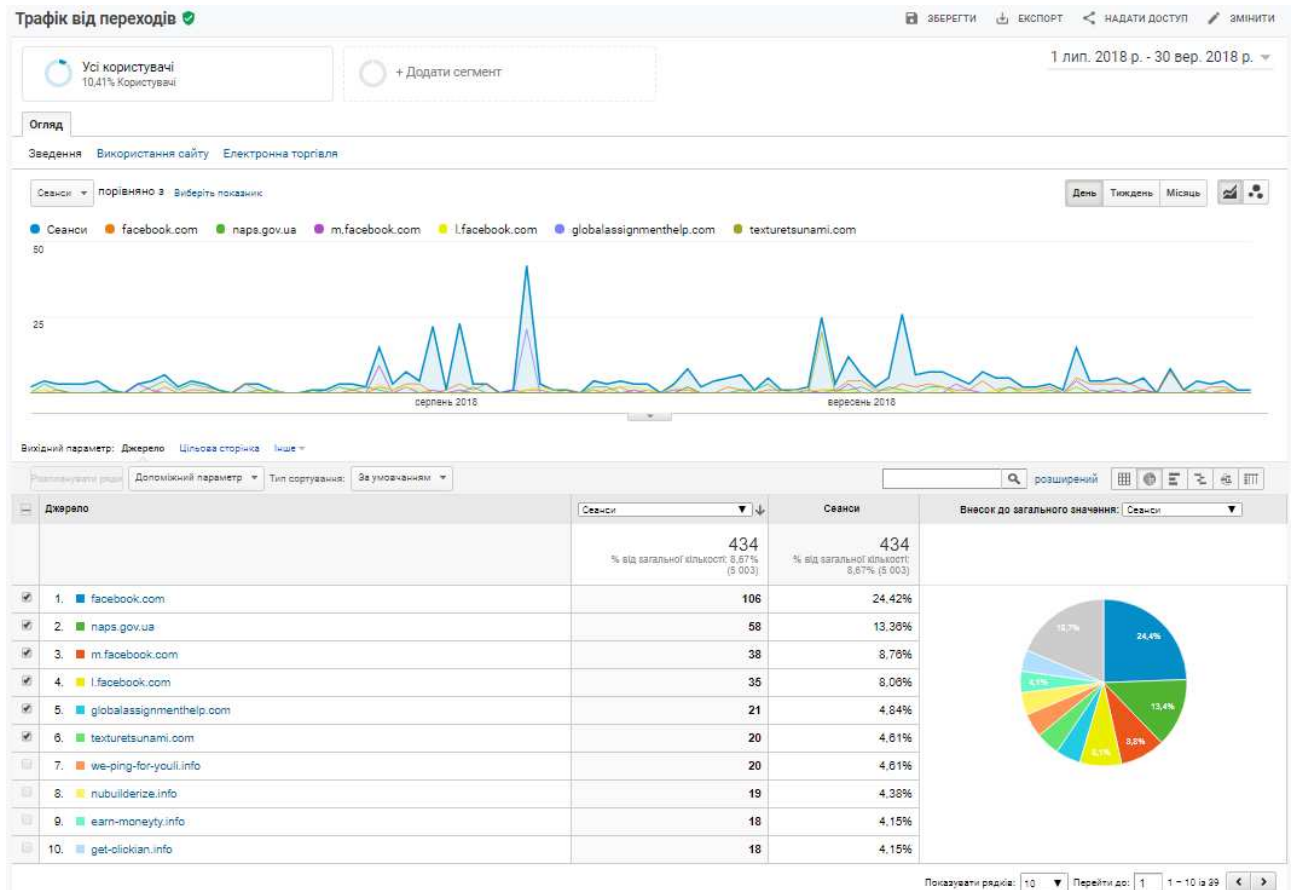 Трафік від переходів
ЗБЕРЕГТИ ЕКСПОРТ НАДАТИ ДОСТУП ЗМІНИТИ
Усі користувачі
10,41% Користувачі
+ Додати сегмент
1 лип. 2018 р. - 30 вер. 2018 р.
Огляд
Зведення Використання сайту Електронна торгівля
Сеанси порівняно з Виберіть показник
День Тиждень Місяць
Сеанси facebook.com naps.gov.ua m.facebook.com l.facebook.com globalassignmenthelp.com texturetsunami.com
50
25
серпень 2018 вересень 2018
Вихідний параметр: Джерело Цільова сторінка Інше
Допоміжний параметр Тип сортування: За умовчанням розширений
Джерело Сеанси Сеанси Внесок до загального значення: Сеанси
434 434
% від загальної кількості: 8,67% (5 003) % від загальної кількості: 8,67% (5 003)
1. facebook.com 106 24,42%
2. naps.gov.ua 58 13,36%
3. m.facebook.com 38 8,76%
4. l.facebook.com 35 8,06%
5. globalassignmenthelp.com 21 4,84%
6. texturetsunami.com 20 4,61%
7. we-ping-for-youli.info 20 4,61%
8. nubuilderize.info 19 4,38%
9. earn-moneyty.info 18 4,15%
10. get-clickian.info 18 4,15%
24,4%
13,4%
8,8%
8,1%
4,1%
18,7%
Показувати рядків: 10 Перейти до: 1 1 – 10 із 39